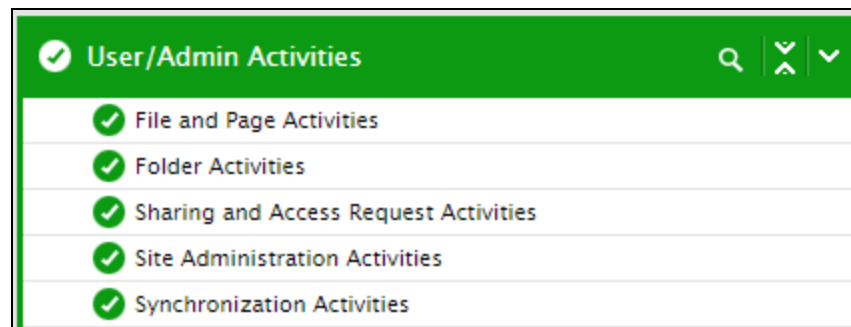 User/Admin Activities
File and Page Activities
Folder Activities
Sharing and Access Request Activities
Site Administration Activities
Synchronization Activities